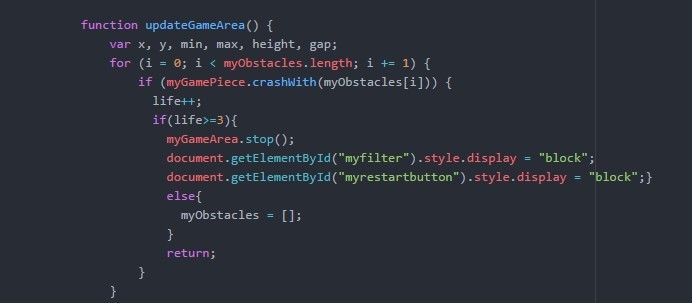 function updateGameArea() {
var x, y, min, max, height, gap;
for (i = 0; i < myObstacles.length; i += 1) {
if (myGamePiece.crashWith(myObstacles[i])) {
life++;
if(life>=3){
myGameArea.stop();
document.getElementById("myfilter").style.display = "block";
document.getElementById("myrestartbutton").style.display = "block";}
else{
myObstacles = [];
}
return;
}
}